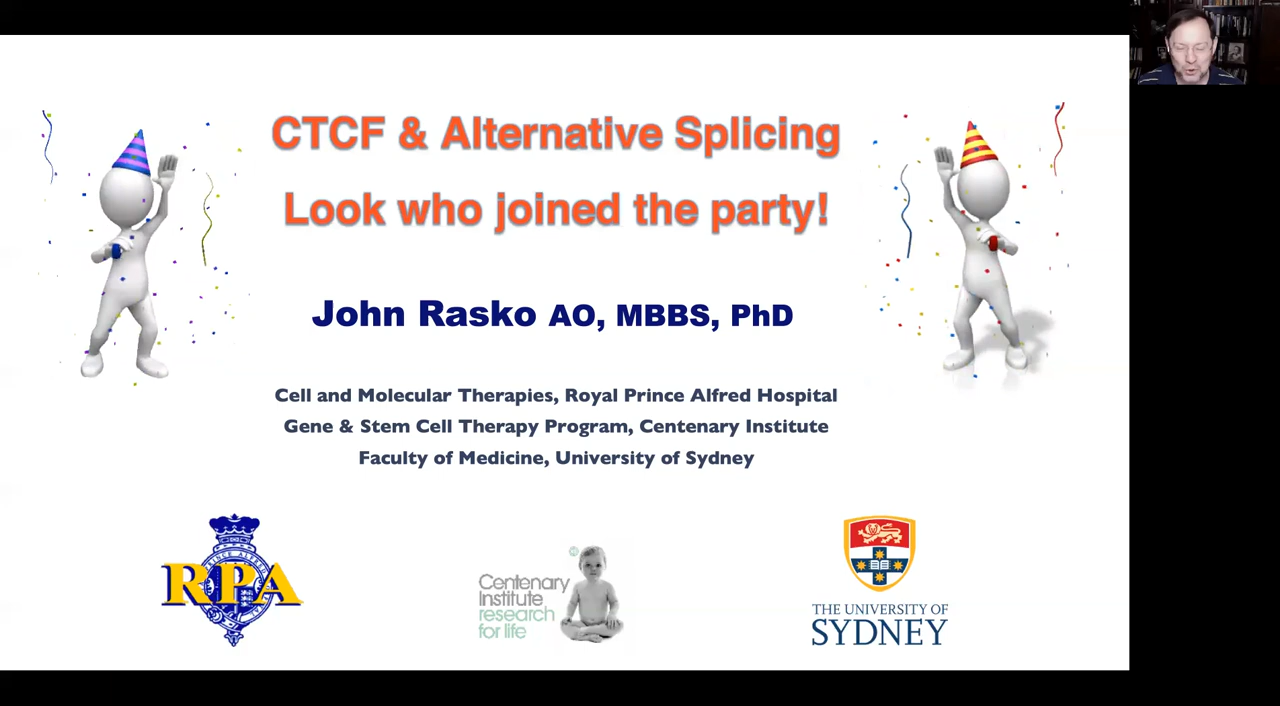 CTCF & Alternative Splicing
Look who joined the party!
John Rasko AO, MBBS, PhD
Cell and Molecular Therapies, Royal Prince Alfred Hospital
Gene & Stem Cell Therapy Program, Centenary Institute
Faculty of Medicine, University of Sydney
RPA
Centenary
Institute
research
for life
THE UNIVERSITY OF
SYDNEY